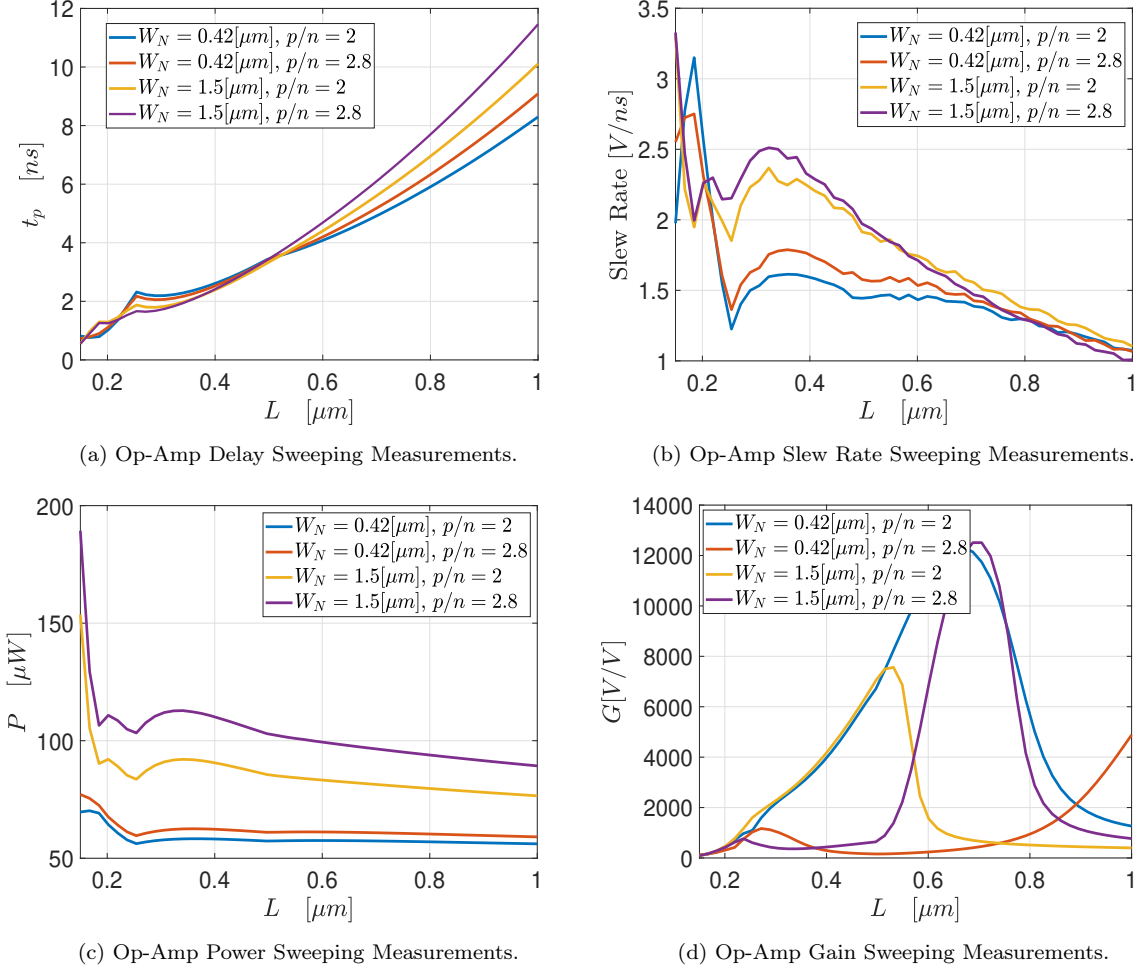 12
10
8
6
4
2
0
t_p [ns]
W_N = 0.42[μm], p/n = 2
W_N = 0.42[μm], p/n = 2.8
W_N = 1.5[μm], p/n = 2
W_N = 1.5[μm], p/n = 2.8
0.2 0.4 0.6 0.8 1
L [μm]
(a) Op-Amp Delay Sweeping Measurements.
3.5
3
2.5
2
1.5
1
Slew Rate [V/ns]
W_N = 0.42[μm], p/n = 2
W_N = 0.42[μm], p/n = 2.8
W_N = 1.5[μm], p/n = 2
W_N = 1.5[μm], p/n = 2.8
0.2 0.4 0.6 0.8 1
L [μm]
(b) Op-Amp Slew Rate Sweeping Measurements.
200
150
100
50
P [μW]
W_N = 0.42[μm], p/n = 2
W_N = 0.42[μm], p/n = 2.8
W_N = 1.5[μm], p/n = 2
W_N = 1.5[μm], p/n = 2.8
0.2 0.4 0.6 0.8 1
L [μm]
(c) Op-Amp Power Sweeping Measurements.
14000
12000
10000
8000
6000
4000
2000
0
G[V/V]
W_N = 0.42[μm], p/n = 2
W_N = 0.42[μm], p/n = 2.8
W_N = 1.5[μm], p/n = 2
W_N = 1.5[μm], p/n = 2.8
0.2 0.4 0.6 0.8 1
L [μm]
(d) Op-Amp Gain Sweeping Measurements.